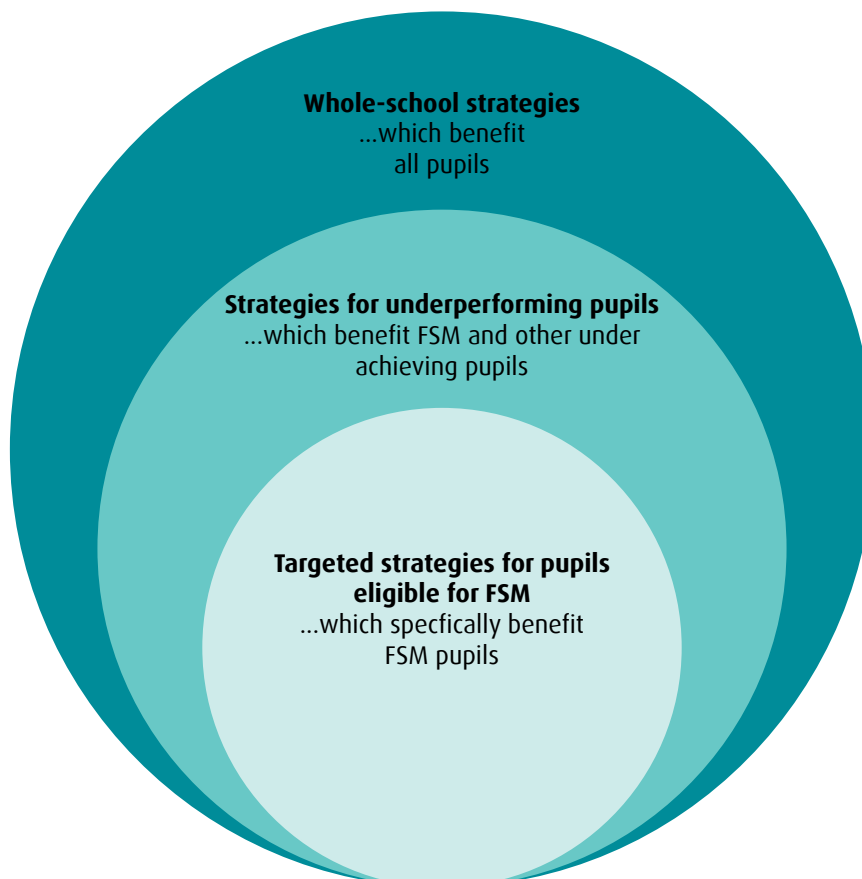 Whole-school strategies
...which benefit
all pupils
Strategies for underperforming pupils
...which benefit FSM and other under
achieving pupils
Targeted strategies for pupils
eligible for FSM
...which specfically benefit
FSM pupils